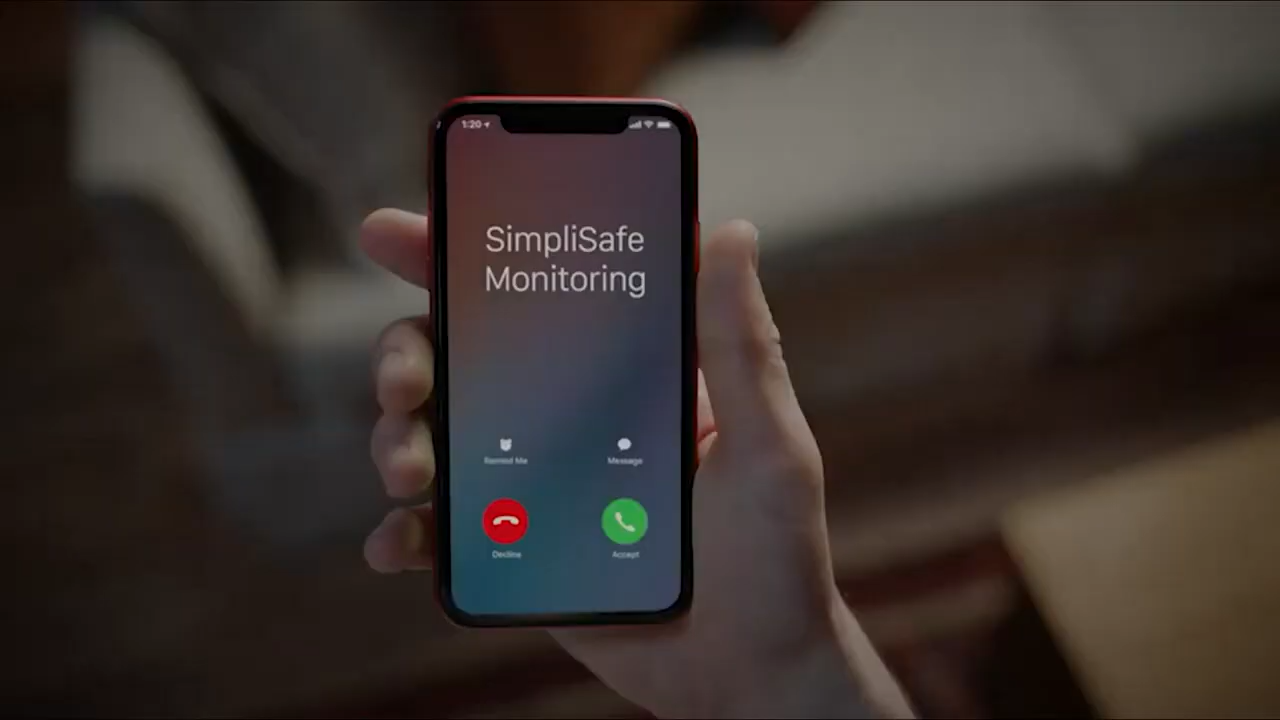 1:20
SimpliSafe
Monitoring
Remind Me
Message
Decline
Accept